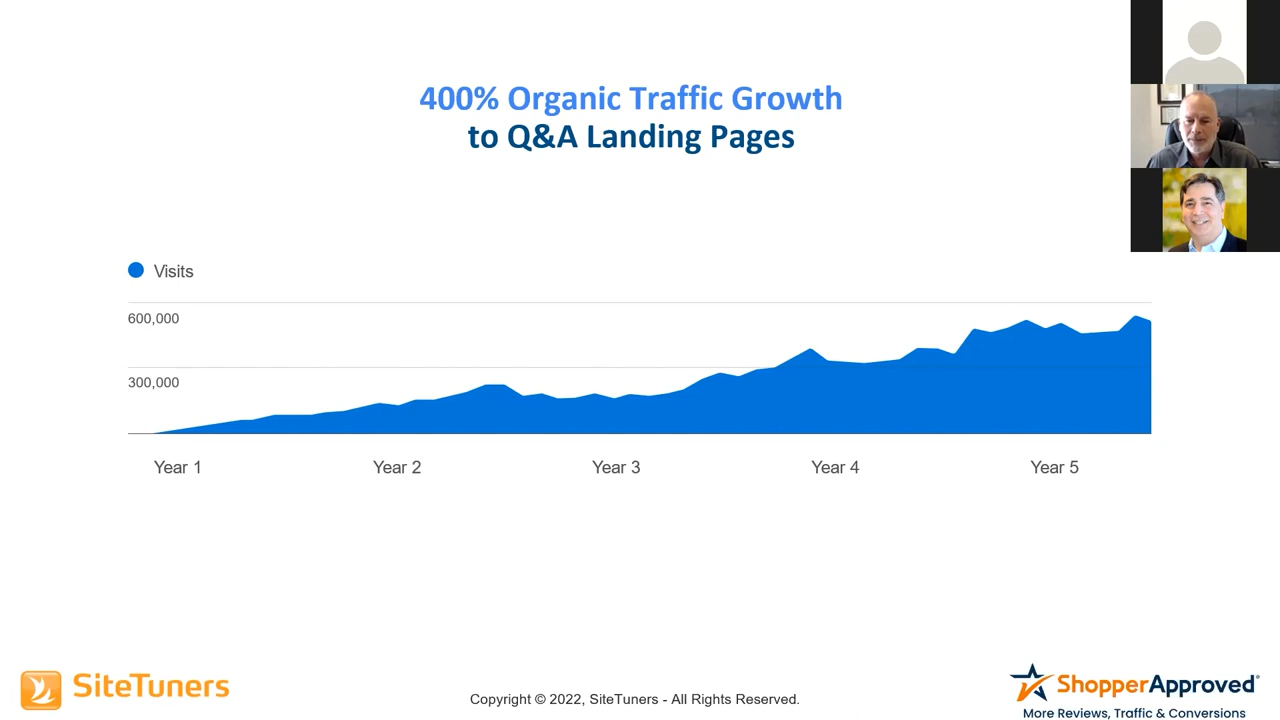 400% Organic Traffic Growth
to Q&A Landing Pages
Visits
600,000
300,000
Year 1 Year 2 Year 3 Year 4 Year 5
SiteTuners
Copyright © 2022, SiteTuners - All Rights Reserved.
ShopperApproved®
More Reviews, Traffic & Conversions